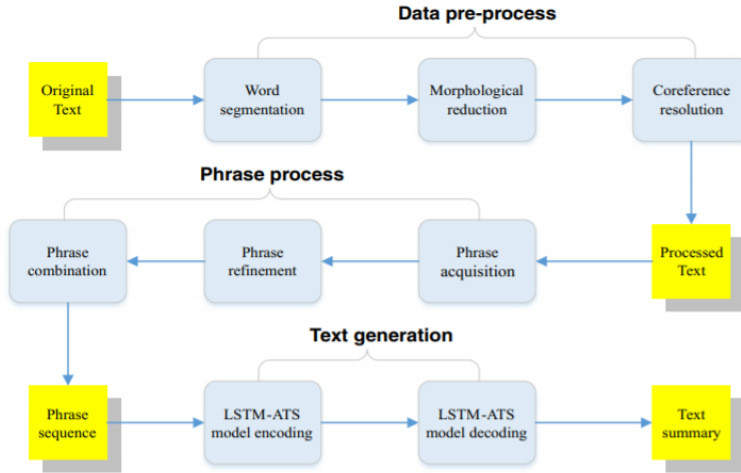 Data pre-process
Original
Text
Word
segmentation
Morphological
reduction
Coreference
resolution
Phrase process
Phrase
combination
Phrase
refinement
Phrase
acquisition
Processed
Text
Text generation
Phrase
sequence
LSTM-ATS
model encoding
LSTM-ATS
model decoding
Text
summary